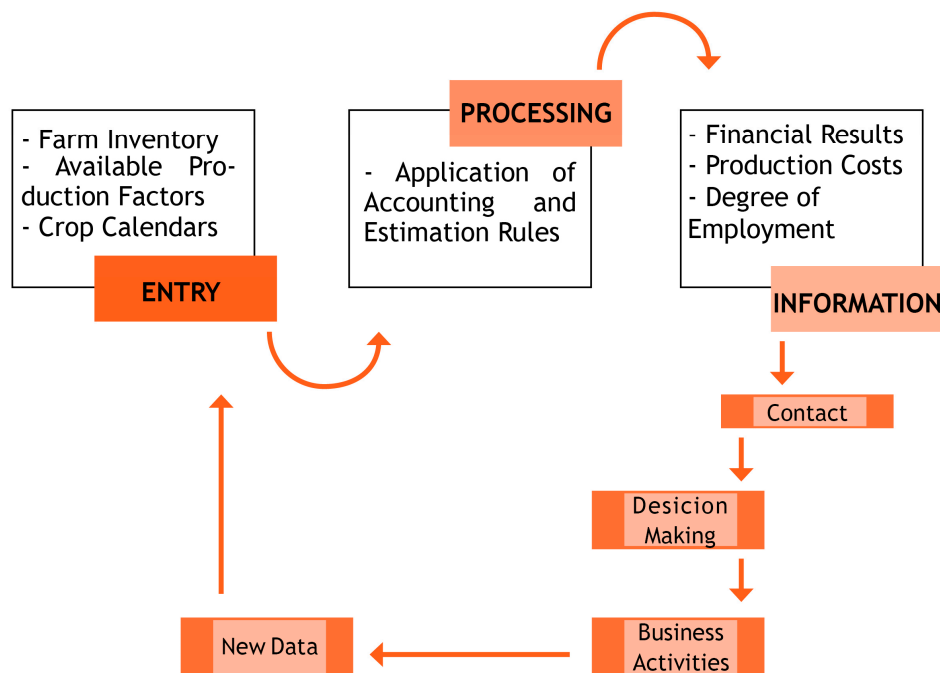 - Farm Inventory
- Available Pro-
duction Factors
- Crop Calendars
ENTRY
PROCESSING
- Application of
Accounting and
Estimation Rules
- Financial Results
- Production Costs
- Degree of
Employment
INFORMATION
Contact
Desicion
Making
Business
Activities
New Data